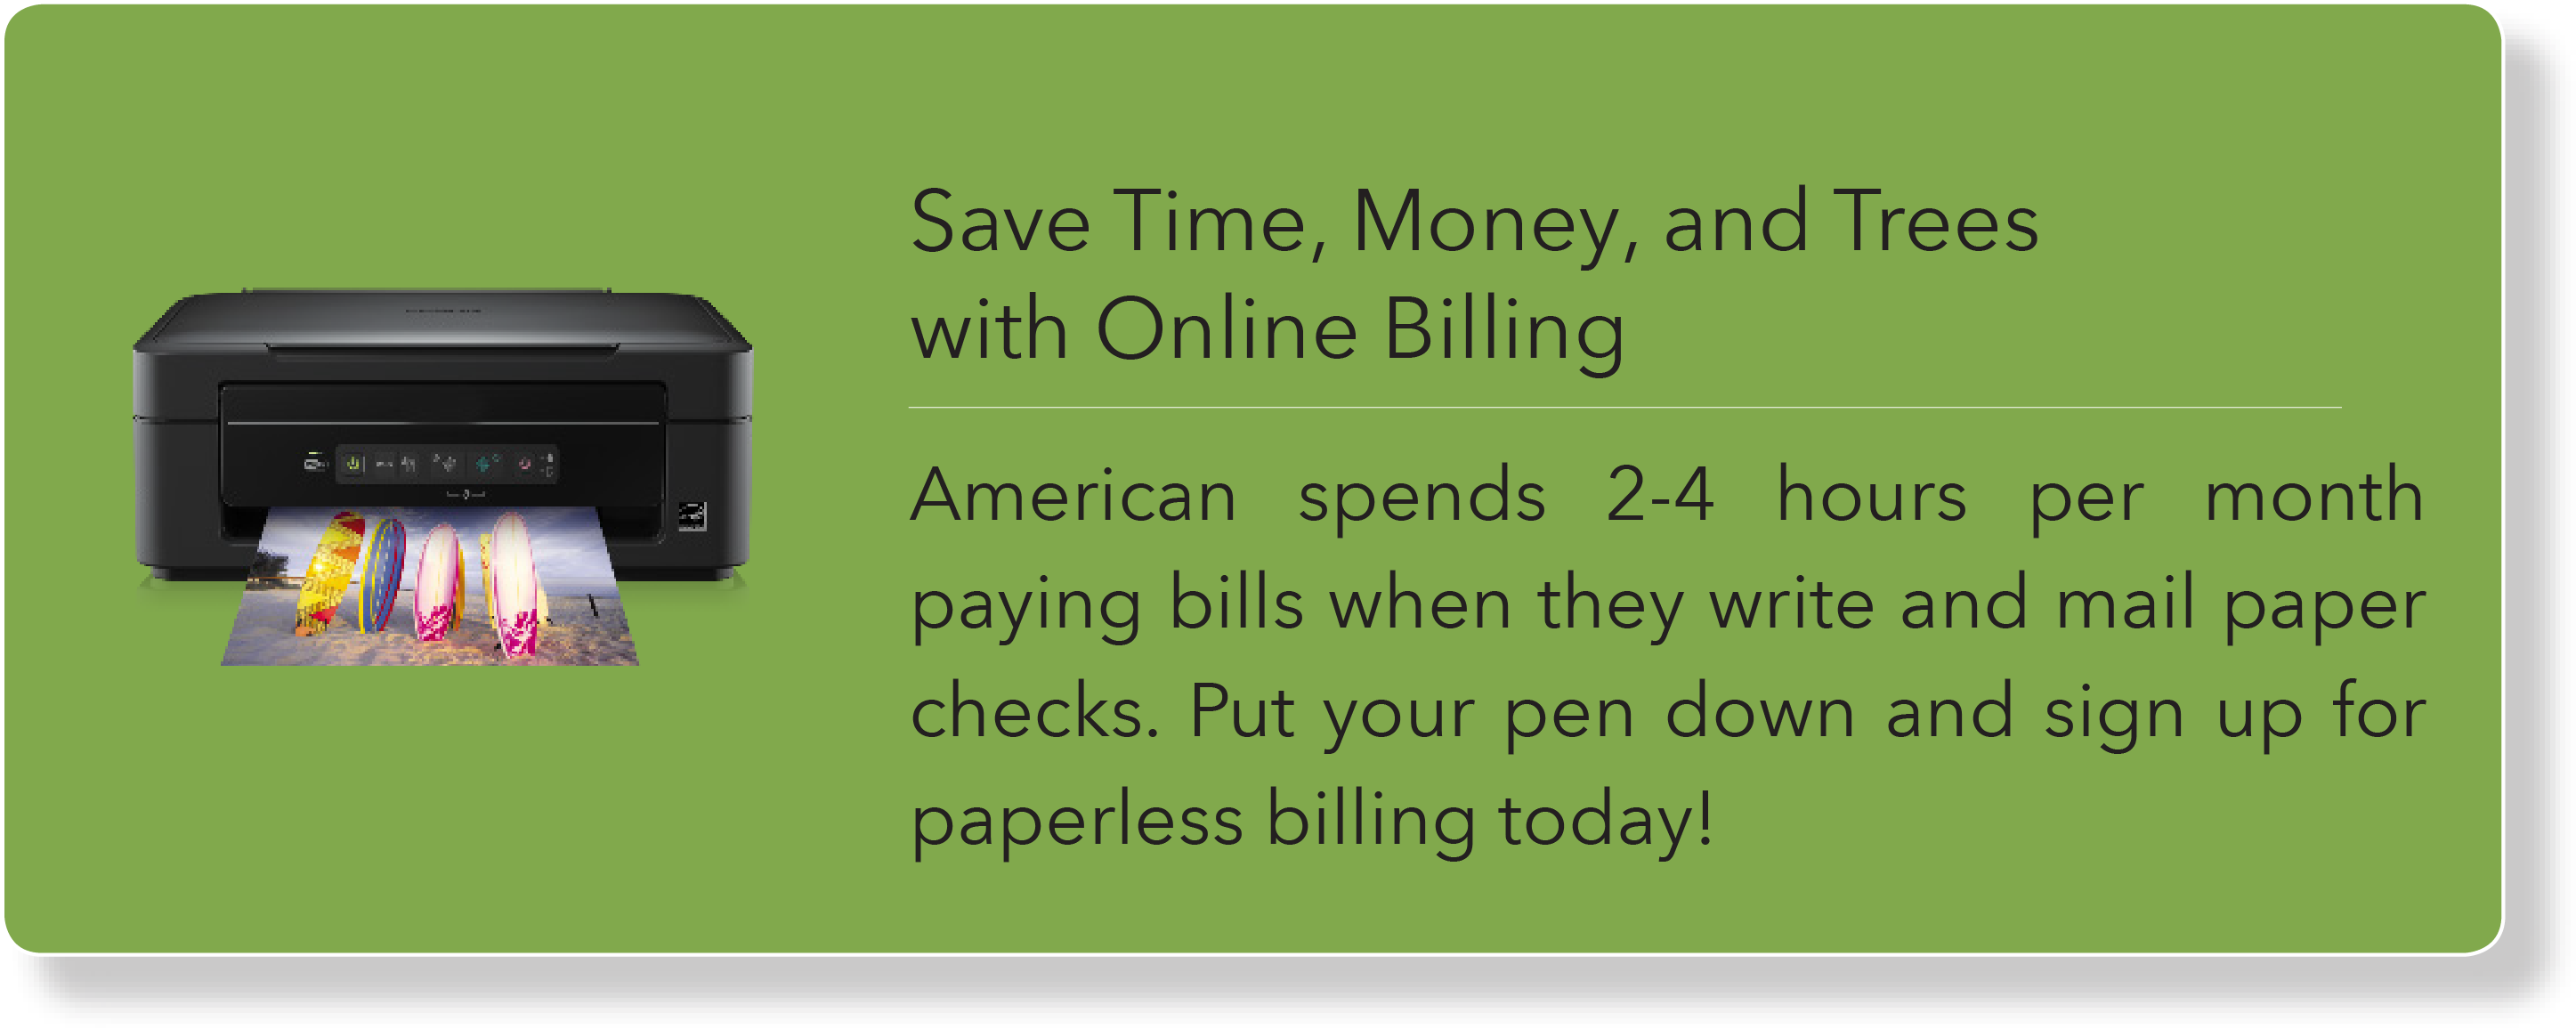 Save Time, Money, and Trees
with Online Billing
American spends 2-4 hours per month
paying bills when they write and mail paper
checks. Put your pen down and sign up for
paperless billing today!